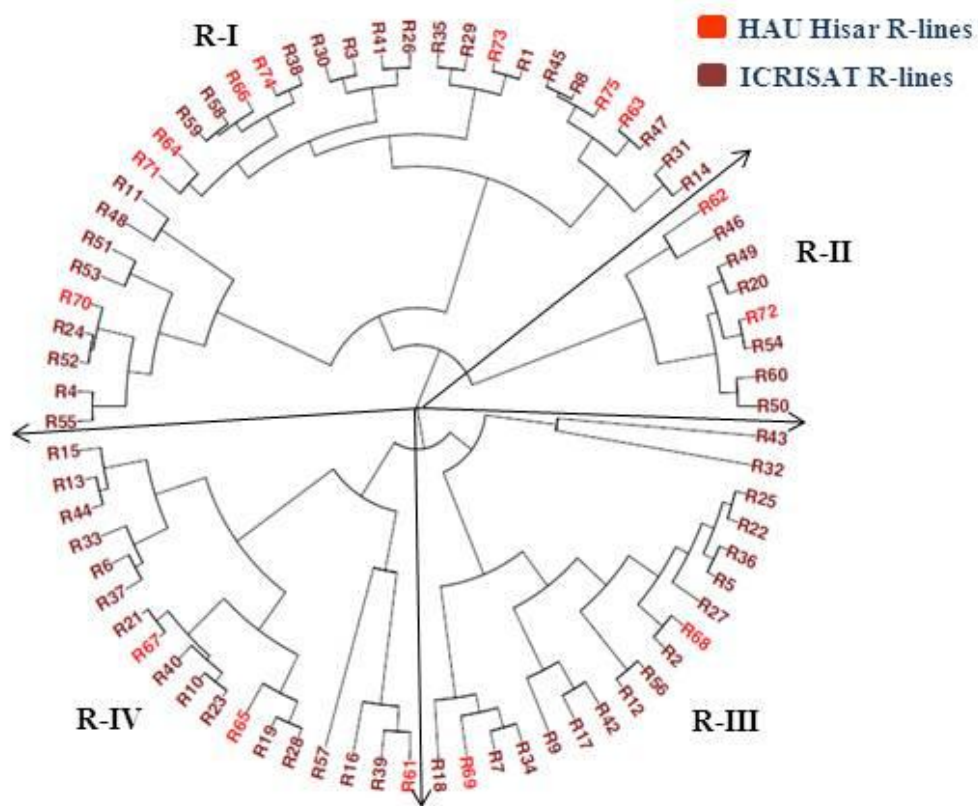 R-I
HAU Hisar R-lines
ICRISAT R-lines
R55
R4
R52
R24
R70
R53
R51
R48
R11
R71
R64
R59
R58
R66
R74
R38
R30
R3
R41
R26
R35
R29
R73
R1
R45
R8
R75
R63
R47
R31
R14
R-II
R62
R46
R49
R20
R72
R54
R60
R50
R43
R32
R25
R22
R36
R5
R27
R68
R2
R56
R12
R42
R17
R9
R34
R7
R69
R18
R-III
R61
R39
R16
R57
R28
R19
R65
R23
R10
R40
R67
R21
R37
R6
R33
R44
R13
R15
R-IV